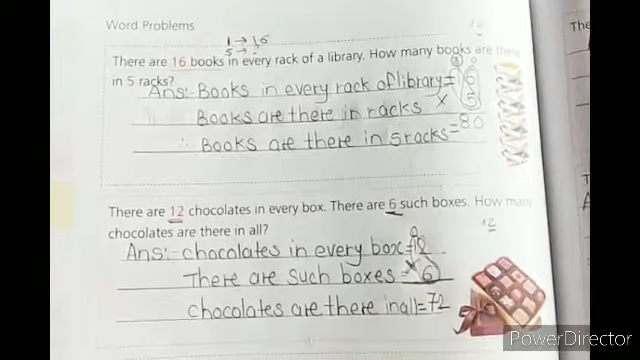 Word Problems
1 → 16
5 → ?
There are 16 books in every rack of a library. How many books are there
in 5 racks?
Ans:- Books in every rack of library = 16
Books are there in racks × 5
∴ Books are there in 5 racks = 80
There are 12 chocolates in every box. There are 6 such boxes. How many
chocolates are there in all?
12
Ans:- chocolates in every box = 12
There are such boxes = × 6
chocolates are there in all = 72
The
PowerDirector